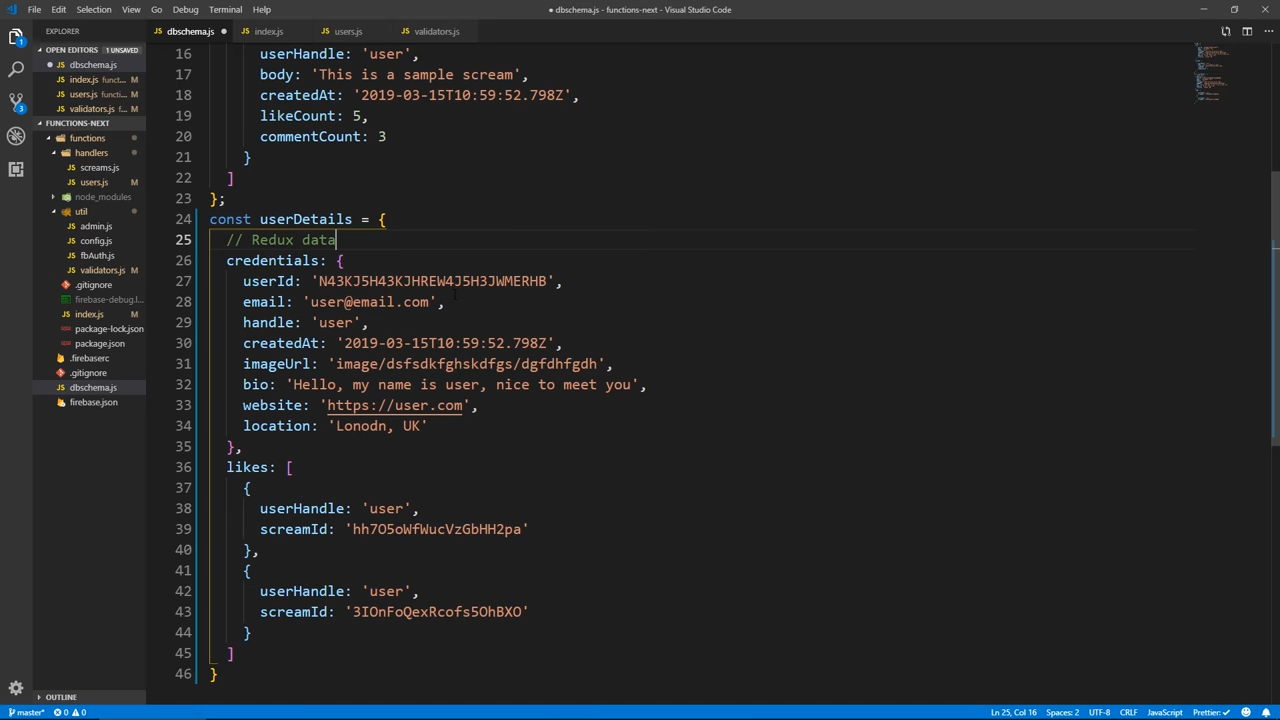 File Edit Selection View Go Debug Terminal Help
● dbschema.js - functions-next - Visual Studio Code
EXPLORER
dbschema.js ●
index.js
users.js
validators.js
OPEN EDITORS 1 UNSAVED
● dbschema.js
index.js funct... M
users.js funct... M
validators.js f... M
FUNCTIONS-NEXT
functions
handlers
screams.js
users.js M
node_modules
util
admin.js
config.js
fbAuth.js
validators.js M
.gitignore
firebase-debug.l...
index.js M
package-lock.json
package.json
.firebaserc
.gitignore
dbschema.js
firebase.json
OUTLINE
16 userHandle: 'user',
17 body: 'This is a sample scream',
18 createdAt: '2019-03-15T10:59:52.798Z',
19 likeCount: 5,
20 commentCount: 3
21 }
22 ]
23 };
24 const userDetails = {
25 // Redux data
26 credentials: {
27 userId: 'N43KJ5H43KJHREW4J5H3JWMERHB',
28 email: 'user@email.com',
29 handle: 'user',
30 createdAt: '2019-03-15T10:59:52.798Z',
31 imageUrl: 'image/dsfsdkfghskdfgs/dgfdhfgdh',
32 bio: 'Hello, my name is user, nice to meet you',
33 website: 'https://user.com',
34 location: 'Lonodn, UK'
35 },
36 likes: [
37 {
38 userHandle: 'user',
39 screamId: 'hh7O5oWfWucVzGbHH2pa'
40 },
41 {
42 userHandle: 'user',
43 screamId: '3IOnFoQexRcofs5OhBXO'
44 }
45 ]
46 }
master* 0 0
Ln 25, Col 16 Spaces: 2 UTF-8 CRLF JavaScript Prettier: ✓